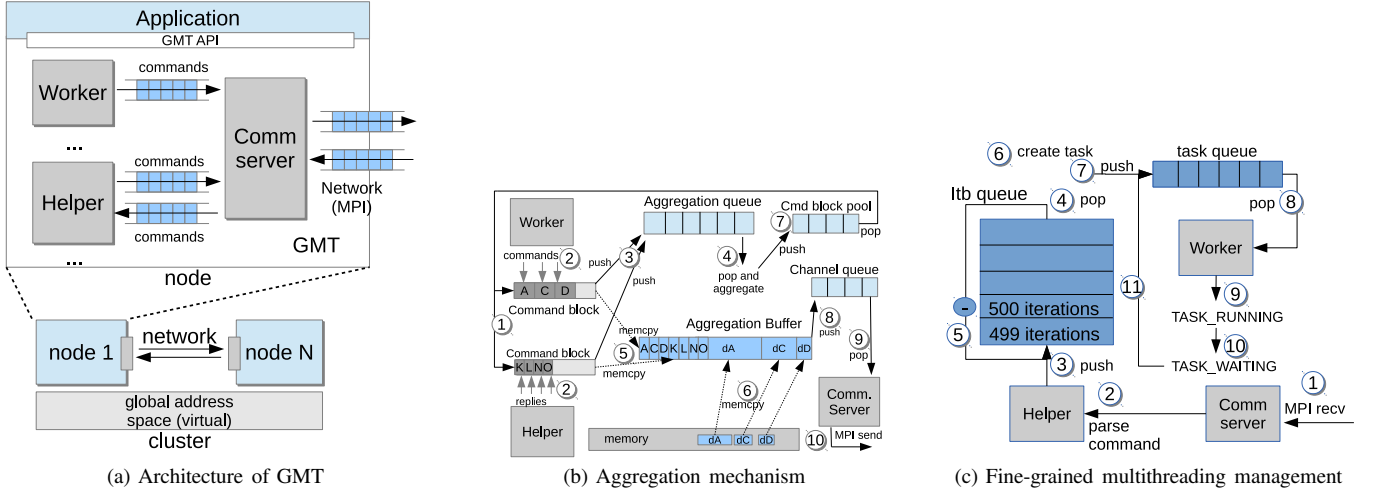 Application
GMT API
commands
Worker
Comm
server
...
commands
Helper
Network
(MPI)
commands
GMT
...
node
network
node 1
node N
global address
space (virtual)
cluster
(a) Architecture of GMT
Aggregation queue
Cmd block pool
Worker
7
pop
commands
2
push
3
push
4
push
pop and
aggregate
Channel queue
A C D
Command block
1
8
push
Aggregation Buffer
memcpy
9
pop
5
A C D K L N O dA dC dD
Command block
memcpy
K L N O
2
replies
6
memcpy
Comm.
Server
Helper
memory
dA dC dD
10
MPI send
(b) Aggregation mechanism
6
create task
task queue
7
push
ltb queue
4
pop
pop
8
Worker
11
9
-
500 iterations
TASK_RUNNING
5
499 iterations
10
3
push
TASK_WAITING
1
2
MPI recv
Helper
Comm
server
parse
command
(c) Fine-grained multithreading management